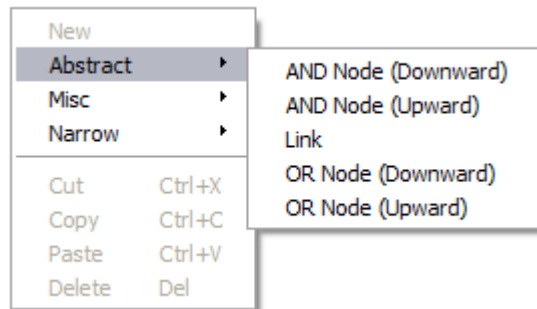 New
Abstract
Misc
Narrow
Cut Ctrl+X
Copy Ctrl+C
Paste Ctrl+V
Delete Del
AND Node (Downward)
AND Node (Upward)
Link
OR Node (Downward)
OR Node (Upward)